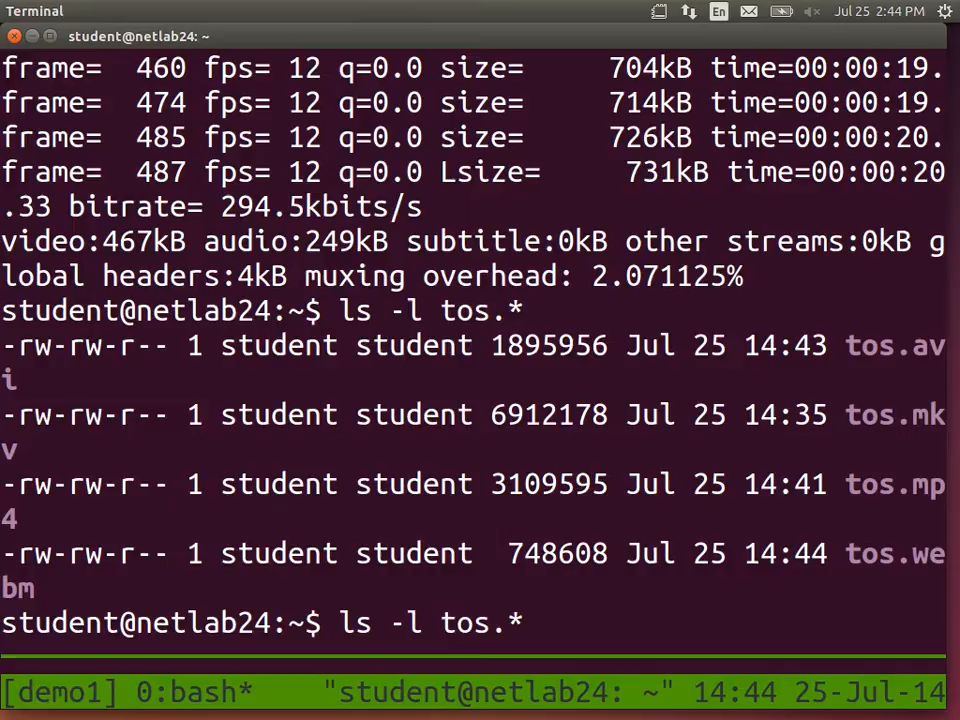 Terminal
En
Jul 25 2:44 PM
student@netlab24: ~
frame=  460 fps= 12 q=0.0 size=     704kB time=00:00:19.
frame=  474 fps= 12 q=0.0 size=     714kB time=00:00:19.
frame=  485 fps= 12 q=0.0 size=     726kB time=00:00:20.
frame=  487 fps= 12 q=0.0 Lsize=     731kB time=00:00:20
.33 bitrate= 294.5kbits/s
video:467kB audio:249kB subtitle:0kB other streams:0kB g
lobal headers:4kB muxing overhead: 2.071125%
student@netlab24:~$ ls -l tos.*
-rw-rw-r-- 1 student student 1895956 Jul 25 14:43 tos.av
i
-rw-rw-r-- 1 student student 6912178 Jul 25 14:35 tos.mk
v
-rw-rw-r-- 1 student student 3109595 Jul 25 14:41 tos.mp
4
-rw-rw-r-- 1 student student  748608 Jul 25 14:44 tos.we
bm
student@netlab24:~$ ls -l tos.*
[demo1] 0:bash*    "student@netlab24: ~" 14:44 25-Jul-14